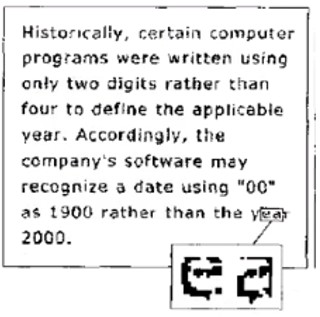 Historically, certain computer
programs were written using
only two digits rather than
four to define the applicable
year. Accordingly, the
company's software may
recognize a date using "00"
as 1900 rather than the year
2000.
ea